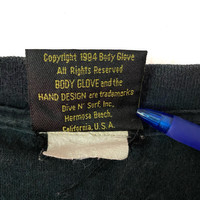 Copyright 1994 Body Glove
All Rights Reserved
BODY GLOVE and the
HAND DESIGN are trademarks
Dive N' Surf, Inc.,
Hermosa Beach,
California, U.S.A.